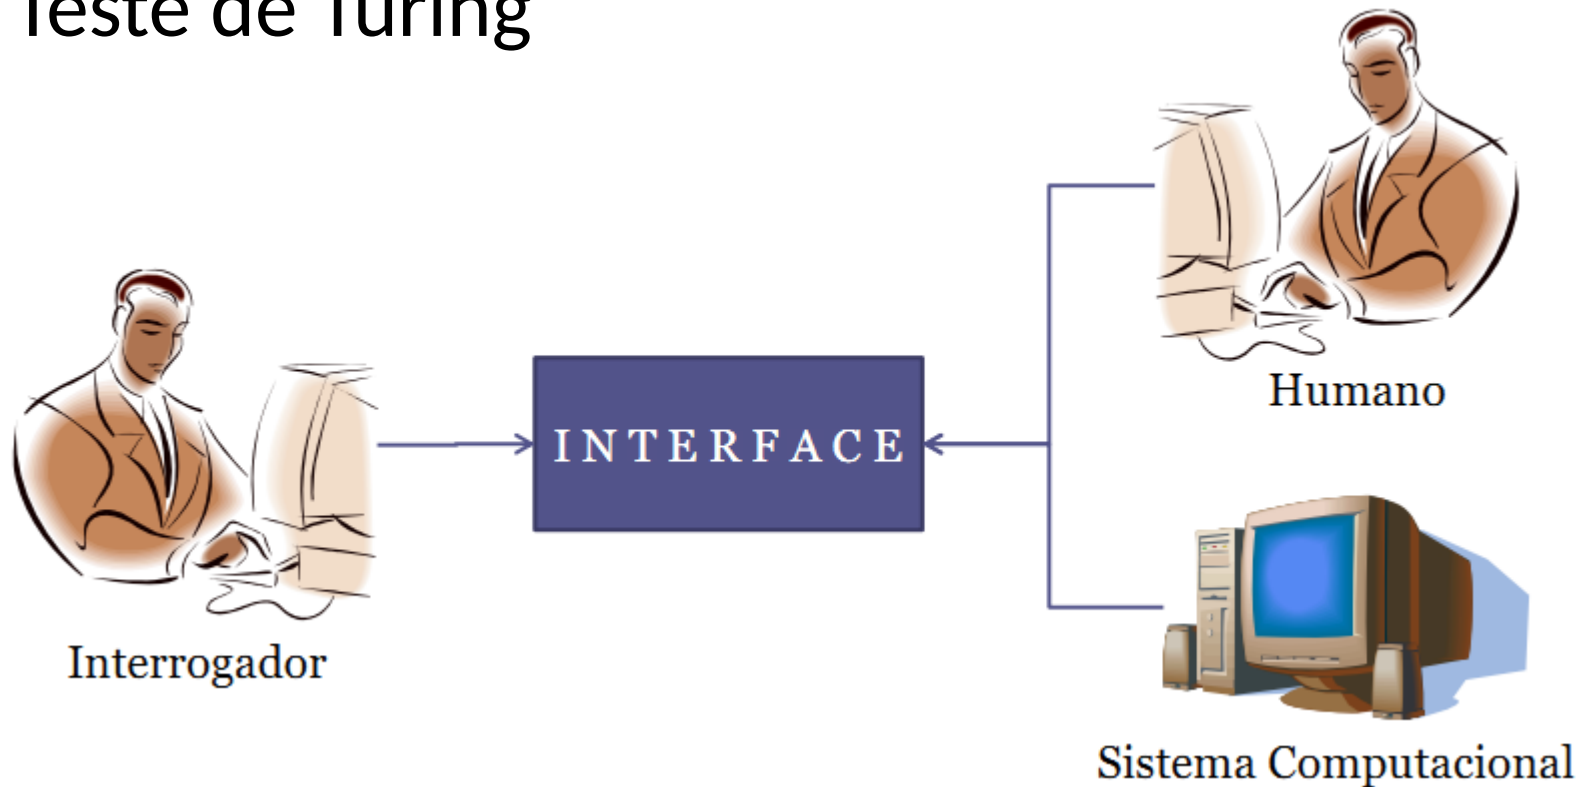 Teste de Turing
Humano
INTERFACE
Interrogador
Sistema Computacional